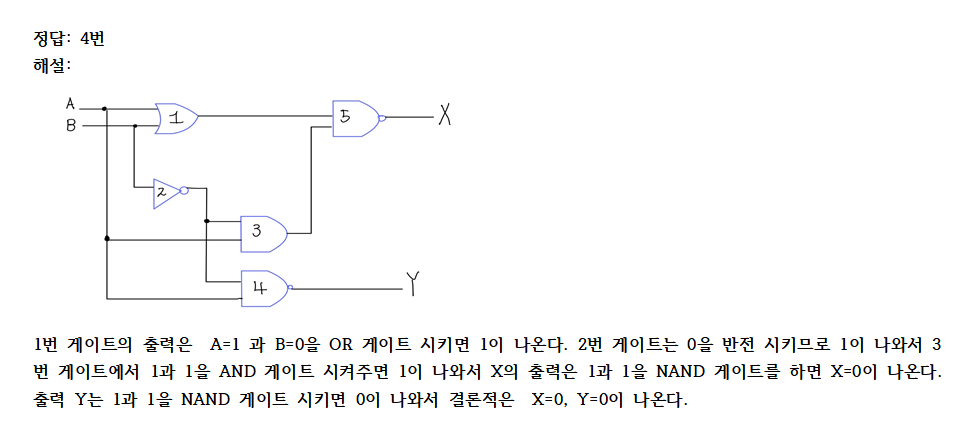 정답: 4번
해설:
A
B
1
5
X
2
3
4
Y
1번 게이트의 출력은 A=1 과 B=0을 OR 게이트 시키면 1이 나온다. 2번 게이트는 0을 반전 시키므로 1이 나와서 3
번 게이트에서 1과 1을 AND 게이트 시켜주면 1이 나와서 X의 출력은 1과 1을 NAND 게이트를 하면 X=0이 나온다.
출력 Y는 1과 1을 NAND 게이트 시키면 0이 나와서 결론적은 X=0, Y=0이 나온다.